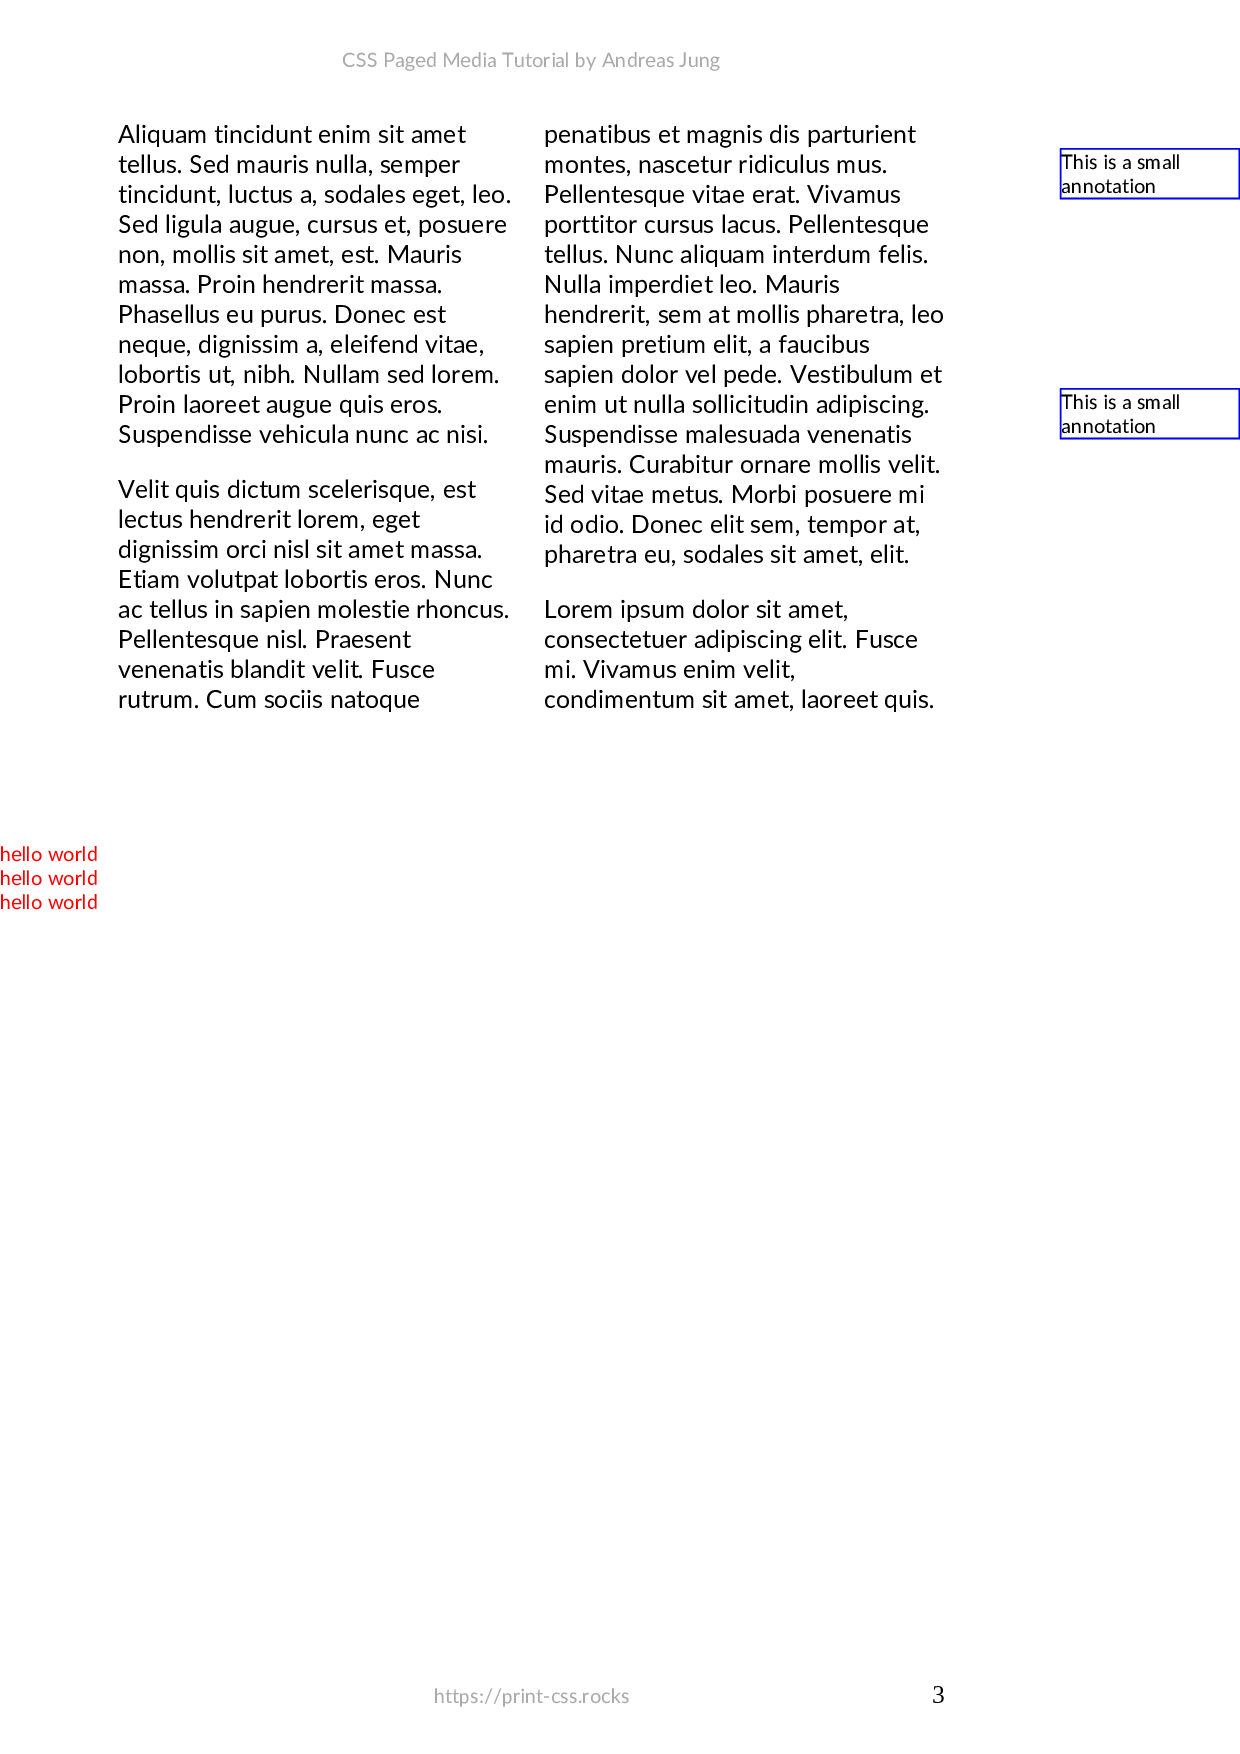 CSS Paged Media Tutorial by Andreas Jung
Aliquam tincidunt enim sit amet
tellus. Sed mauris nulla, semper
tincidunt, luctus a, sodales eget, leo.
Sed ligula augue, cursus et, posuere
non, mollis sit amet, est. Mauris
massa. Proin hendrerit massa.
Phasellus eu purus. Donec est
neque, dignissim a, eleifend vitae,
lobortis ut, nibh. Nullam sed lorem.
Proin laoreet augue quis eros.
Suspendisse vehicula nunc ac nisi.
Velit quis dictum scelerisque, est
lectus hendrerit lorem, eget
dignissim orci nisl sit amet massa.
Etiam volutpat lobortis eros. Nunc
ac tellus in sapien molestie rhoncus.
Pellentesque nisl. Praesent
venenatis blandit velit. Fusce
rutrum. Cum sociis natoque
penatibus et magnis dis parturient
montes, nascetur ridiculus mus.
Pellentesque vitae erat. Vivamus
porttitor cursus lacus. Pellentesque
tellus. Nunc aliquam interdum felis.
Nulla imperdiet leo. Mauris
hendrerit, sem at mollis pharetra, leo
sapien pretium elit, a faucibus
sapien dolor vel pede. Vestibulum et
enim ut nulla sollicitudin adipiscing.
Suspendisse malesuada venenatis
mauris. Curabitur ornare mollis velit.
Sed vitae metus. Morbi posuere mi
id odio. Donec elit sem, tempor at,
pharetra eu, sodales sit amet, elit.
Lorem ipsum dolor sit amet,
consectetuer adipiscing elit. Fusce
mi. Vivamus enim velit,
condimentum sit amet, laoreet quis.
This is a small
annotation
This is a small
annotation
hello world
hello world
hello world
https://print-css.rocks
3